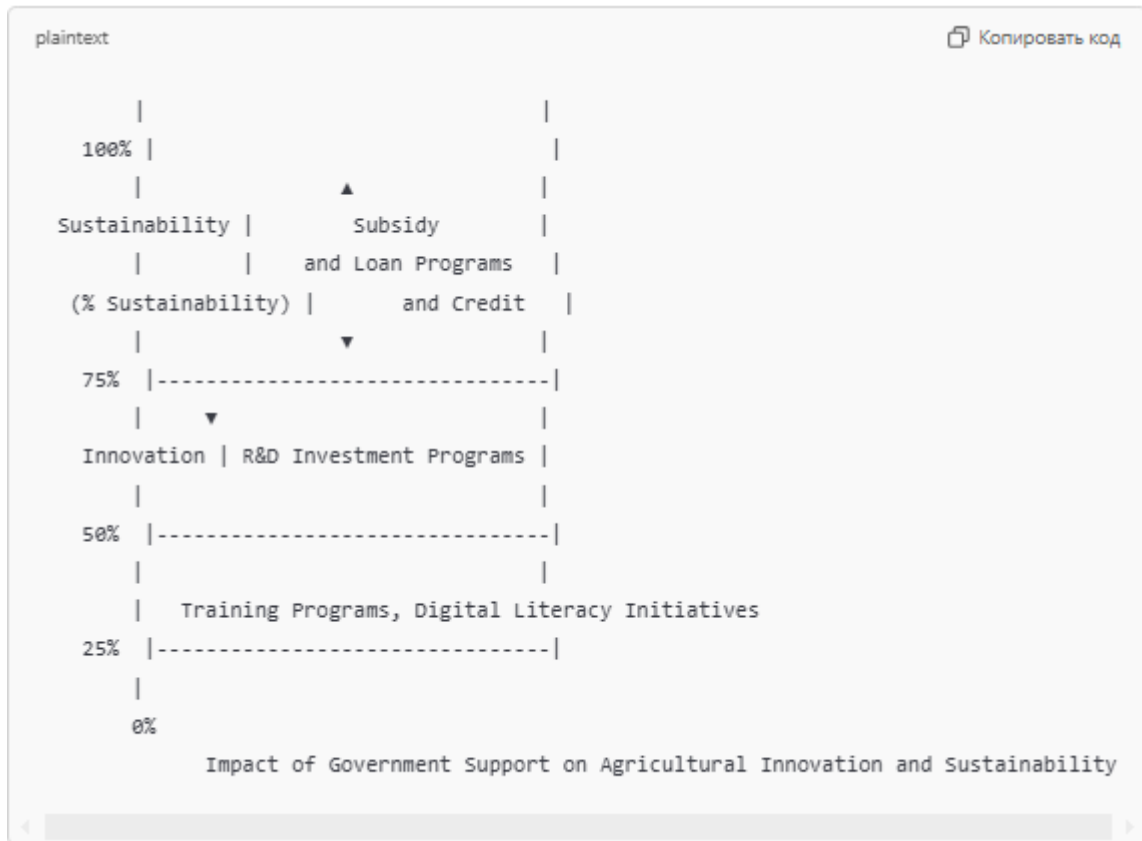 plaintext Копировать код
| |
100% | |
| ▲ |
Sustainability | Subsidy |
| | and Loan Programs |
(% Sustainability) | and Credit |
| ▼ |
75% |--------------------------------|
| ▼ |
Innovation | R&D Investment Programs |
| |
50% |--------------------------------|
| |
| Training Programs, Digital Literacy Initiatives
25% |--------------------------------|
|
0%
Impact of Government Support on Agricultural Innovation and Sustainability